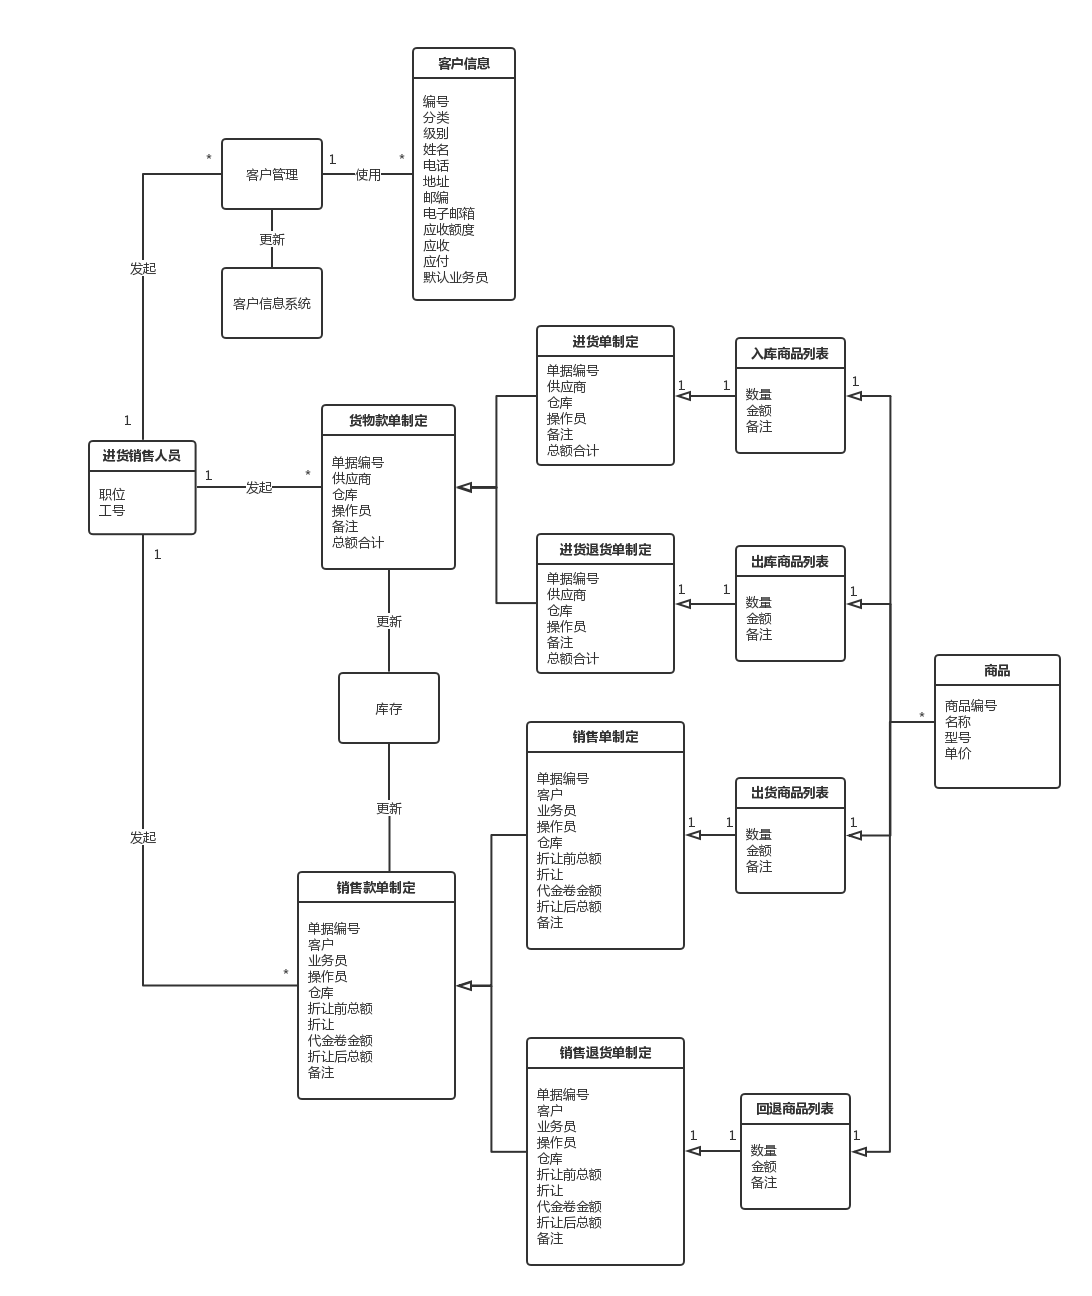 客户信息
编号
分类
级别
姓名
电话
地址
邮编
电子邮箱
应收额度
应收
应付
默认业务员
*
客户管理
1
使用
*
更新
客户信息系统
发起
1
进货销售人员
职位
工号
1
发起
*
1
货物款单制定
单据编号
供应商
仓库
操作员
备注
总额合计
进货单制定
单据编号
供应商
仓库
操作员
备注
总额合计
1
1
入库商品列表
数量
金额
备注
1
进货退货单制定
单据编号
供应商
仓库
操作员
备注
总额合计
1
1
出库商品列表
数量
金额
备注
1
更新
库存
更新
商品
商品编号
名称
型号
单价
*
销售单制定
单据编号
客户
业务员
操作员
仓库
折让前总额
折让
代金卷金额
折让后总额
备注
1
1
出货商品列表
数量
金额
备注
1
发起
*
销售款单制定
单据编号
客户
业务员
操作员
仓库
折让前总额
折让
代金卷金额
折让后总额
备注
销售退货单制定
单据编号
客户
业务员
操作员
仓库
折让前总额
折让
代金卷金额
折让后总额
备注
1
1
回退商品列表
数量
金额
备注
1